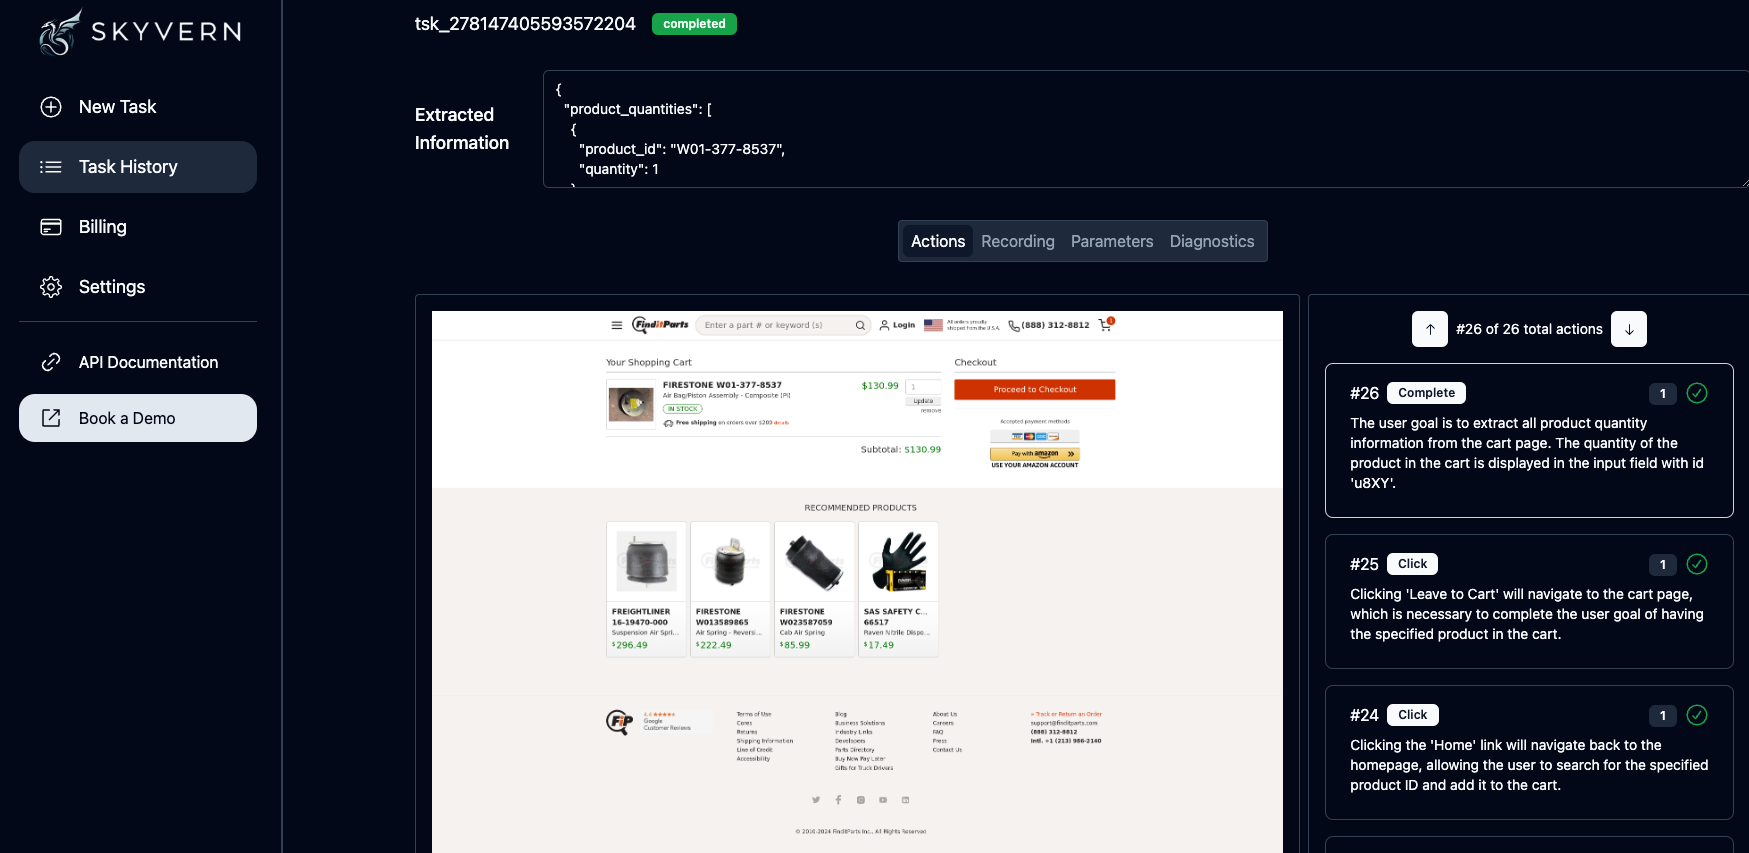 SKYVERN
New Task
Task History
Billing
Settings
API Documentation
Book a Demo
tsk_278147405593572204
completed
Extracted
Information
{
"product_quantities": [
{
"product_id": "W01-377-8537",
"quantity": 1
}
Actions
Recording
Parameters
Diagnostics
FinditParts
Enter a part # or keyword (s)
Login
All orders proudly
shipped from the U.S.A.
(888) 312-8812
1
Your Shopping Cart
FIRESTONE W01-377-8537
Air Bag/Piston Assembly - Composite (PI)
IN STOCK
Free shipping on orders over $200 details
$130.99
1
Update
remove
Subtotal: $130.99
Checkout
Proceed to Checkout
Accepted payment methods
Pay with amazon
USE YOUR AMAZON ACCOUNT
RECOMMENDED PRODUCTS
FREIGHTLINER
16-19470-000
Suspension Air Spri...
$296.49
FIRESTONE
W013589865
Air Spring - Reversi...
$222.49
FIRESTONE
W023587059
Cab Air Spring
$85.99
SAS SAFETY C...
66517
Raven Nitrile Dispo...
$17.49
FiP
Google
Customer Reviews
Terms of Use
Cores
Returns
Shipping Information
Line of Credit
Accessibility
Blog
Business Solutions
Industry Links
Developers
Parts Directory
Buy Now Pay Later
Gifts for Truck Drivers
About Us
Careers
FAQ
Press
Contact Us
» Track or Return an Order
support@finditparts.com
(888) 312-8812
Intl. +1 (213) 986-2140
© 2010-2024 FinditParts Inc., All Rights Reserved
#26 of 26 total actions
#26
Complete
1
The user goal is to extract all product quantity
information from the cart page. The quantity of the
product in the cart is displayed in the input field with id
'u8XY'.
#25
Click
1
Clicking 'Leave to Cart' will navigate to the cart page,
which is necessary to complete the user goal of having
the specified product in the cart.
#24
Click
1
Clicking the 'Home' link will navigate back to the
homepage, allowing the user to search for the specified
product ID and add it to the cart.